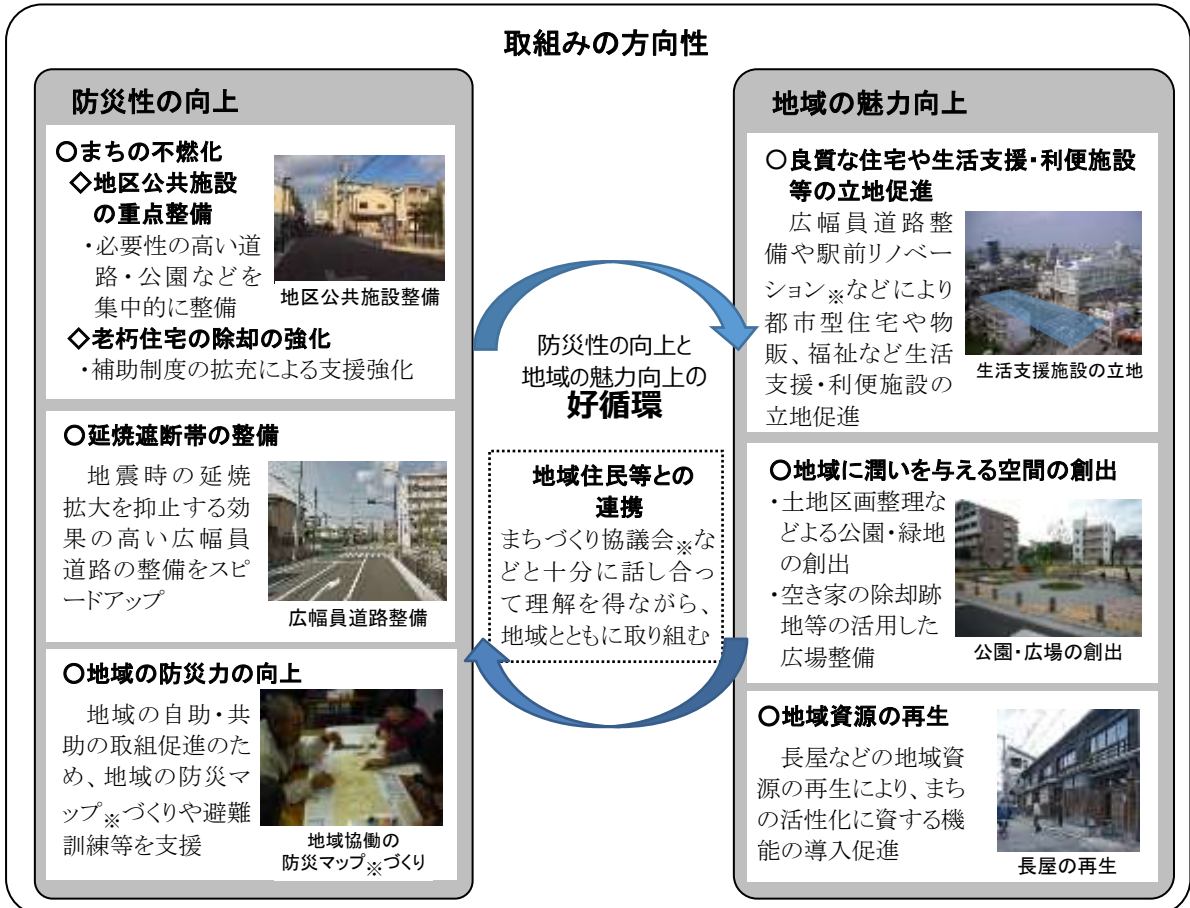 取組みの方向性
防災性の向上
○まちの不燃化
◇地区公共施設
の重点整備
・必要性の高い道
路・公園などを
集中的に整備
地区公共施設整備
◇老朽住宅の除却の強化
・補助制度の拡充による支援強化
○延焼遮断帯の整備
地震時の延焼
拡大を抑止する効
果の高い広幅員
道路の整備をスピ
ードアップ
広幅員道路整備
○地域の防災力の向上
地域の自助・共
助の取組促進のた
め、地域の防災マ
ップ※づくりや避難
訓練等を支援
地域協働の
防災マップ※づくり
防災性の向上と
地域の魅力向上の
好循環
地域住民等との
連携
まちづくり協議会※な
どと十分に話し合っ
て理解を得ながら、
地域とともに取り組む
地域の魅力向上
○良質な住宅や生活支援・利便施設
等の立地促進
広幅員道路整
備や駅前リノベー
ション※などにより
都市型住宅や物
販、福祉など生活
支援・利便施設の
立地促進
生活支援施設の立地
○地域に潤いを与える空間の創出
・土地区画整理な
どよる公園・緑地
の創出
・空き家の除却跡
地等の活用した
広場整備
公園・広場の創出
○地域資源の再生
長屋などの地域資
源の再生により、まち
の活性化に資する機
能の導入促進
長屋の再生